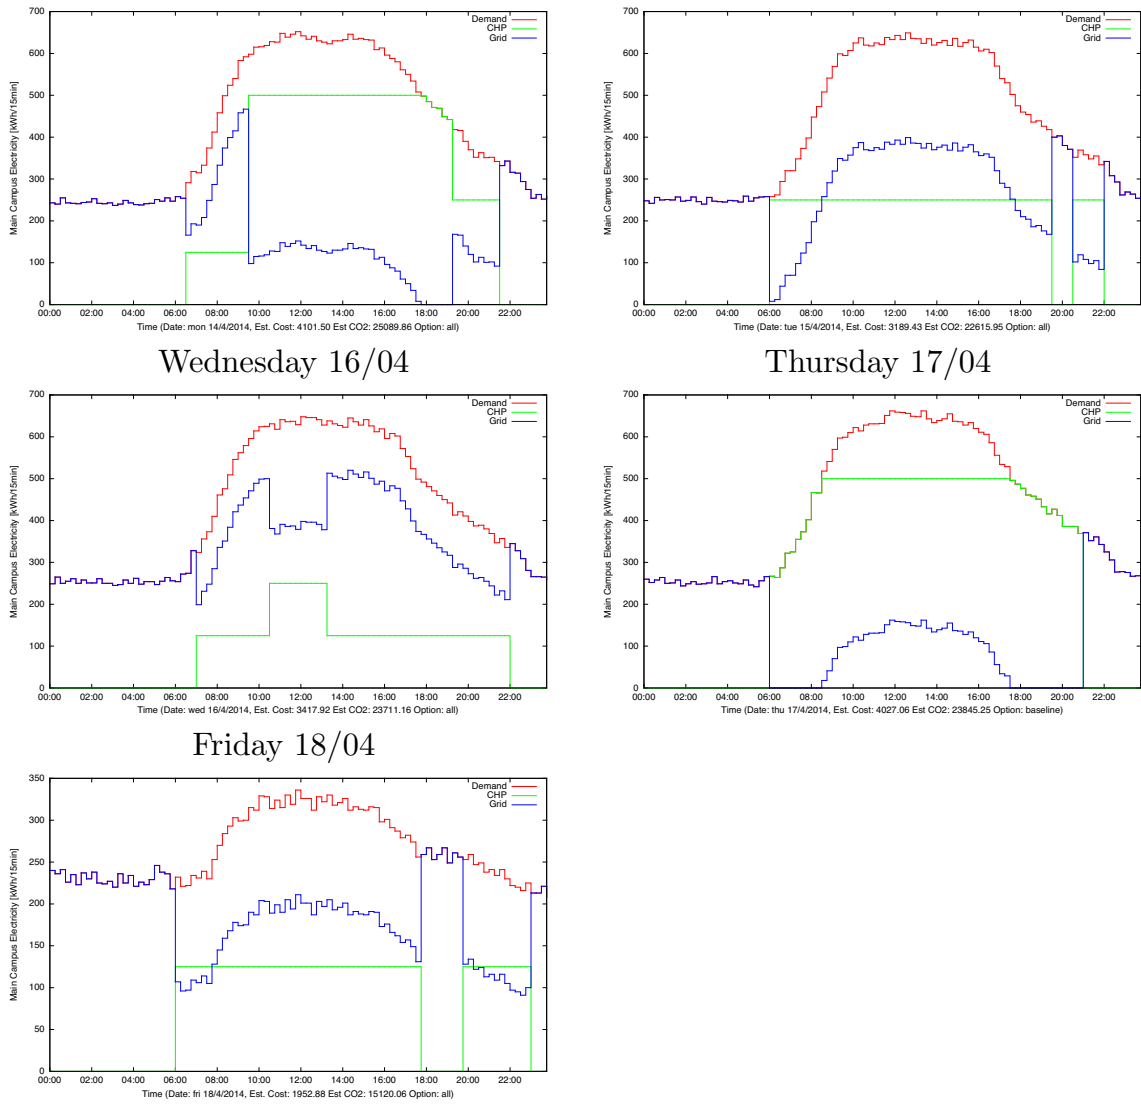 700
600
500
400
300
200
100
0
Main Campus Electricity [kWh/15min]
Demand
CHP
Grid
00:00 02:00 04:00 06:00 08:00 10:00 12:00 14:00 16:00 18:00 20:00 22:00
Time (Date: mon 14/4/2014, Est. Cost: 4101.50 Est CO2: 25089.86 Option: all)
700
600
500
400
300
200
100
0
Main Campus Electricity [kWh/15min]
Demand
CHP
Grid
00:00 02:00 04:00 06:00 08:00 10:00 12:00 14:00 16:00 18:00 20:00 22:00
Time (Date: tue 15/4/2014, Est. Cost: 3189.43 Est CO2: 22615.95 Option: all)
Wednesday 16/04
700
600
500
400
300
200
100
0
Main Campus Electricity [kWh/15min]
Demand
CHP
Grid
00:00 02:00 04:00 06:00 08:00 10:00 12:00 14:00 16:00 18:00 20:00 22:00
Time (Date: wed 16/4/2014, Est. Cost: 3417.92 Est CO2: 23711.16 Option: all)
Thursday 17/04
700
600
500
400
300
200
100
0
Main Campus Electricity [kWh/15min]
Demand
CHP
Grid
00:00 02:00 04:00 06:00 08:00 10:00 12:00 14:00 16:00 18:00 20:00 22:00
Time (Date: thu 17/4/2014, Est. Cost: 4027.06 Est CO2: 23845.25 Option: baseline)
Friday 18/04
350
300
250
200
150
100
50
0
Main Campus Electricity [kWh/15min]
Demand
CHP
Grid
00:00 02:00 04:00 06:00 08:00 10:00 12:00 14:00 16:00 18:00 20:00 22:00
Time (Date: fri 18/4/2014, Est. Cost: 1952.88 Est CO2: 15120.06 Option: all)